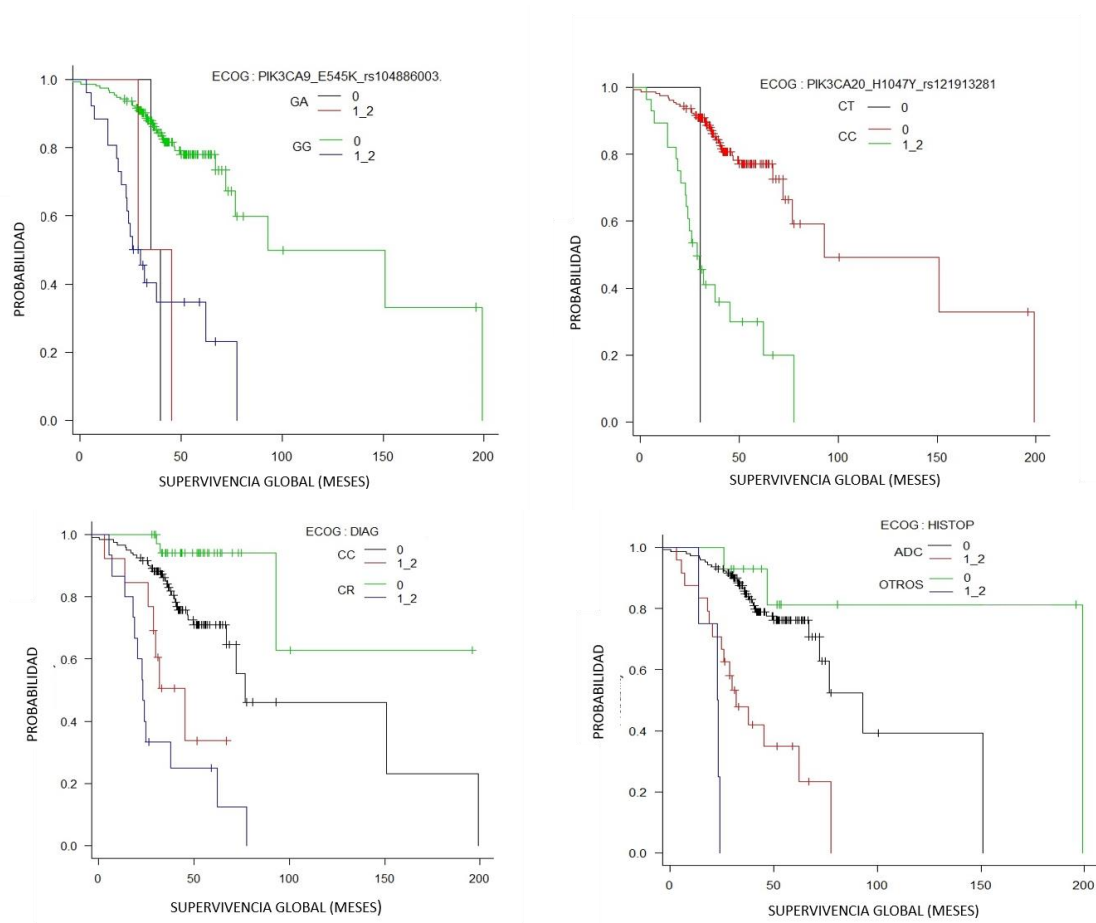 ECOG : PIK3CA9_E545K_rs104886003.
GA 0
1_2
GG 0
1_2
1.0
0.8
0.6
0.4
0.2
0.0
PROBABILIDAD
0 50 100 150 200
SUPERVIVENCIA GLOBAL (MESES)
ECOG : PIK3CA20_H1047Y_rs121913281
CT 0
CC 0
1_2
1.0
0.8
0.6
0.4
0.2
0.0
PROBABILIDAD
0 50 100 150 200
SUPERVIVENCIA GLOBAL (MESES)
ECOG : DIAG
CC 0
1_2
CR 0
1_2
1.0
0.8
0.6
0.4
0.2
0.0
PROBABILIDAD
0 50 100 150 200
SUPERVIVENCIA GLOBAL (MESES)
ECOG : HISTOP
ADC 0
1_2
OTROS 0
1_2
1.0
0.8
0.6
0.4
0.2
0.0
PROBABILIDAD
0 50 100 150 200
SUPERVIVENCIA GLOBAL (MESES)